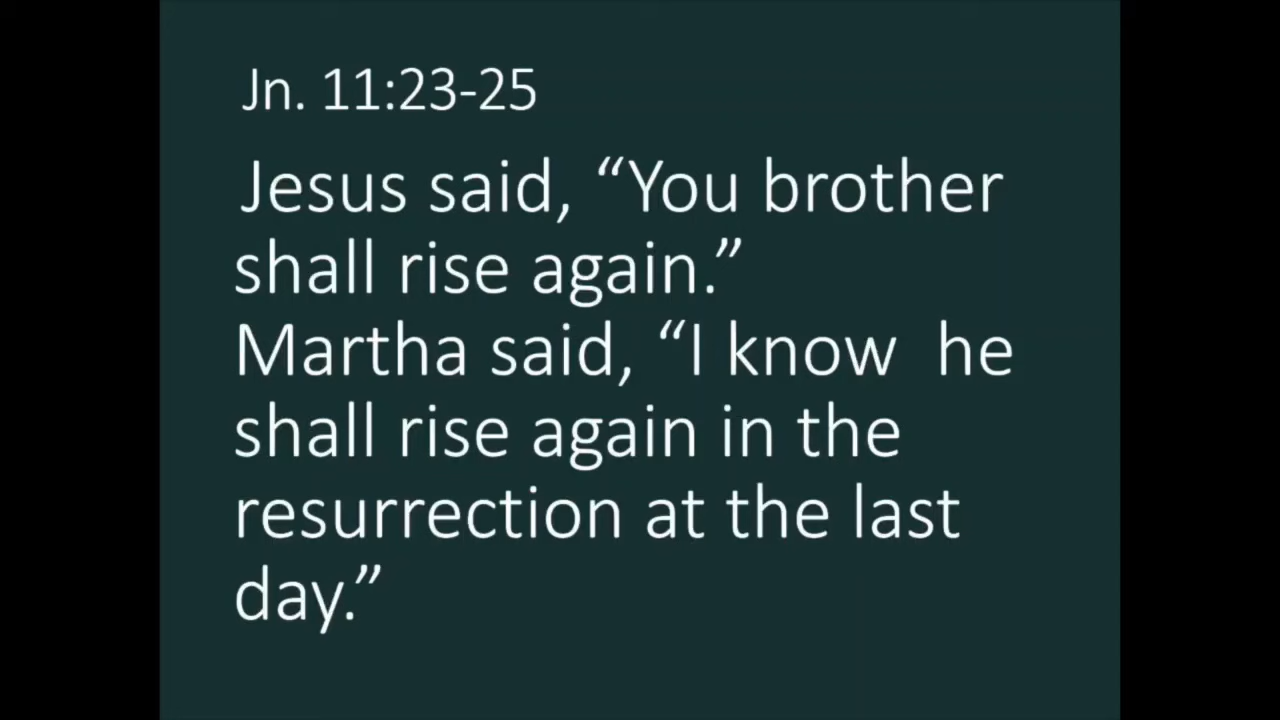 Jn. 11:23-25
Jesus said, “You brother
shall rise again.”
Martha said, “I know  he
shall rise again in the
resurrection at the last
day.”